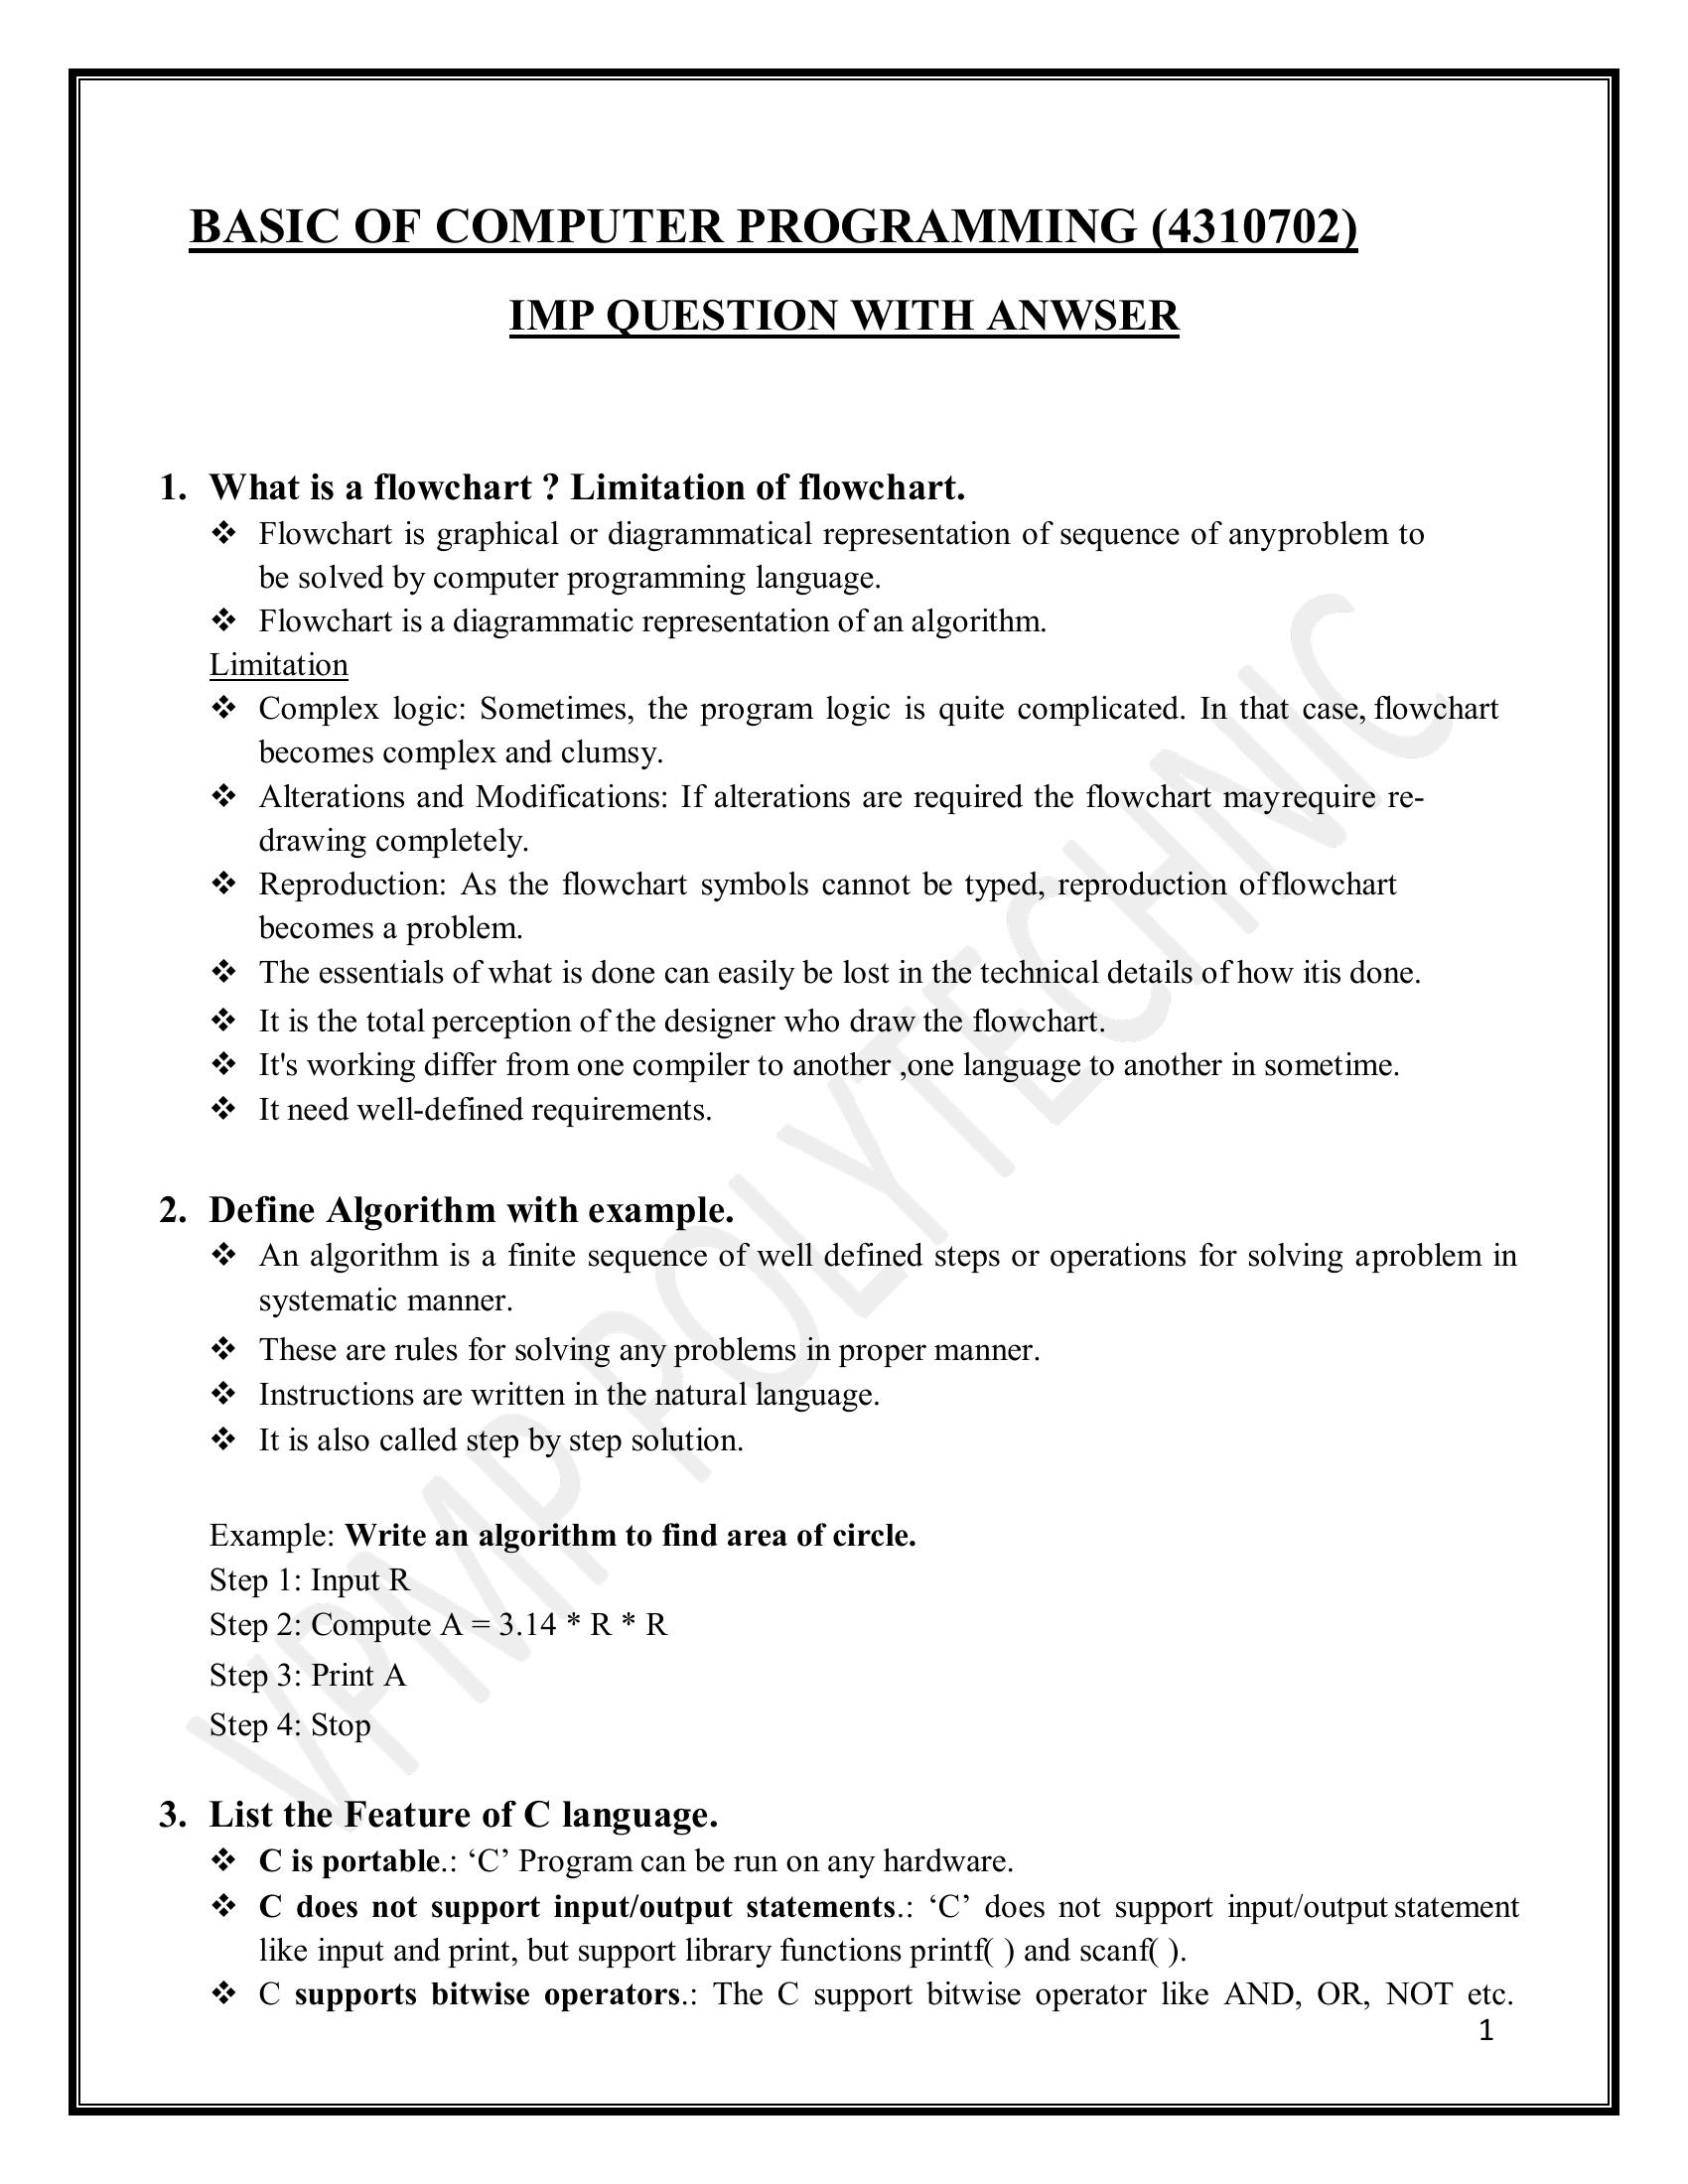 BASIC OF COMPUTER PROGRAMMING (4310702)
IMP QUESTION WITH ANWSER
1. What is a flowchart ? Limitation of flowchart.
❖ Flowchart is graphical or diagrammatical representation of sequence of anyproblem to
be solved by computer programming language.
❖ Flowchart is a diagrammatic representation of an algorithm.
Limitation
❖ Complex logic: Sometimes, the program logic is quite complicated. In that case, flowchart
becomes complex and clumsy.
❖ Alterations and Modifications: If alterations are required the flowchart mayrequire re-
drawing completely.
❖ Reproduction: As the flowchart symbols cannot be typed, reproduction offlowchart
becomes a problem.
❖ The essentials of what is done can easily be lost in the technical details of how itis done.
❖ It is the total perception of the designer who draw the flowchart.
❖ It's working differ from one compiler to another ,one language to another in sometime.
❖ It need well-defined requirements.
2. Define Algorithm with example.
❖ An algorithm is a finite sequence of well defined steps or operations for solving aproblem in
systematic manner.
❖ These are rules for solving any problems in proper manner.
❖ Instructions are written in the natural language.
❖ It is also called step by step solution.
Example: Write an algorithm to find area of circle.
Step 1: Input R
Step 2: Compute A = 3.14 * R * R
Step 3: Print A
Step 4: Stop
3. List the Feature of C language.
❖ C is portable.: ‘C’ Program can be run on any hardware.
❖ C does not support input/output statements.: ‘C’ does not support input/output statement
like input and print, but support library functions printf( ) and scanf( ).
❖ C supports bitwise operators.: The C support bitwise operator like AND, OR, NOT etc.
1
VPMP POLYTECHNIC